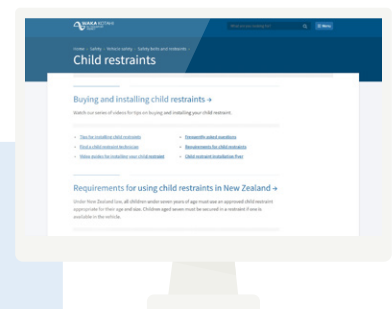 WAKA KOTAHI
Menu
Home › Safety › Vehicle safety › Safety belts and restraints ›
Child restraints
Buying and installing child restraints →
Watch our series of videos for tips on buying and installing your child restraint.
Tips for installing child restraints
Frequently asked questions
Find a child restraint technician
Requirements for child restraints
Video guides for installing your child restraint
Child restraint installation flyer
Requirements for using child restraints in New Zealand →
Under New Zealand law, all children under seven years of age must use an approved child restraint
appropriate for their age and size. Children aged seven must be secured in a restraint if one is
available in the vehicle.